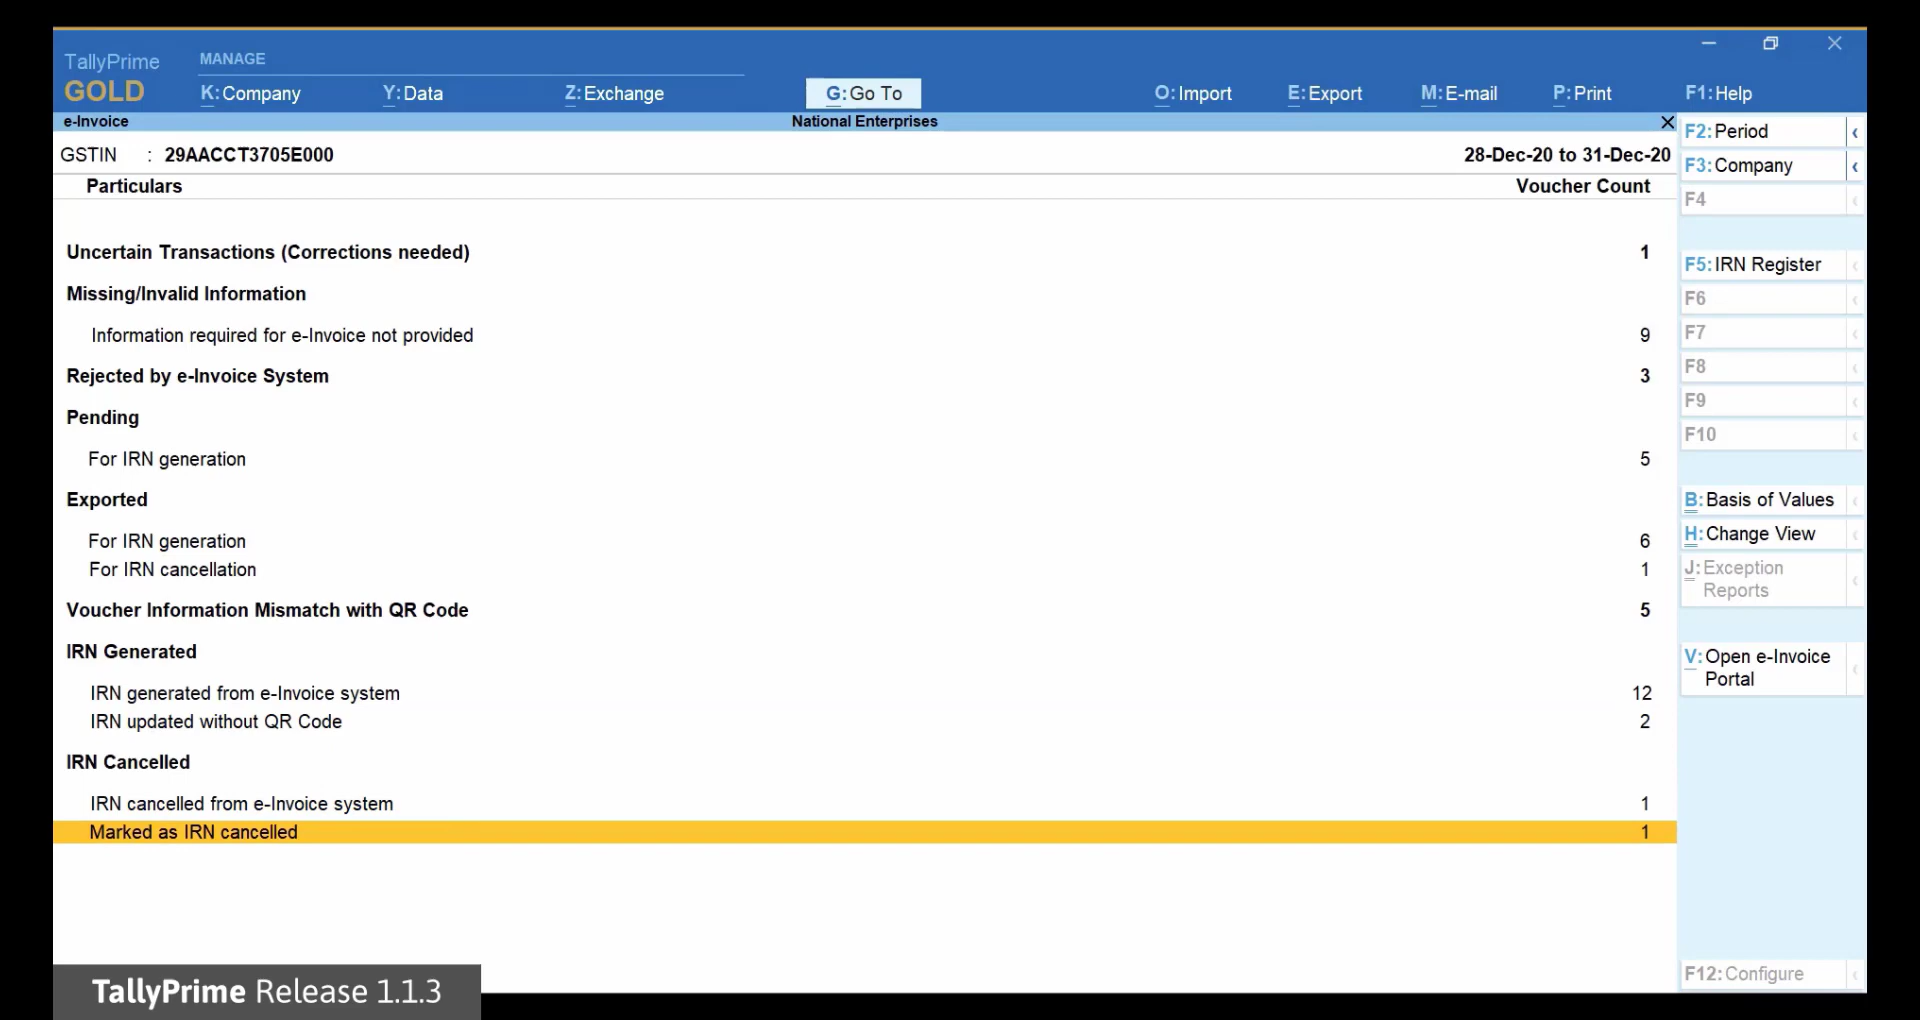 TallyPrime
GOLD
MANAGE
K:Company
Y:Data
Z:Exchange
G:Go To
O:Import
E:Export
M:E-mail
P:Print
F1:Help
e-Invoice
National Enterprises
GSTIN : 29AACCT3705E000
28-Dec-20 to 31-Dec-20
Particulars
Voucher Count
Uncertain Transactions (Corrections needed) 1
Missing/Invalid Information
Information required for e-Invoice not provided 9
Rejected by e-Invoice System 3
Pending
For IRN generation 5
Exported
For IRN generation 6
For IRN cancellation 1
Voucher Information Mismatch with QR Code 5
IRN Generated
IRN generated from e-Invoice system 12
IRN updated without QR Code 2
IRN Cancelled
IRN cancelled from e-Invoice system 1
Marked as IRN cancelled 1
F2:Period
F3:Company
F4
F5:IRN Register
F6
F7
F8
F9
F10
B:Basis of Values
H:Change View
J:Exception
Reports
V:Open e-Invoice
Portal
F12:Configure
TallyPrime Release 1.1.3